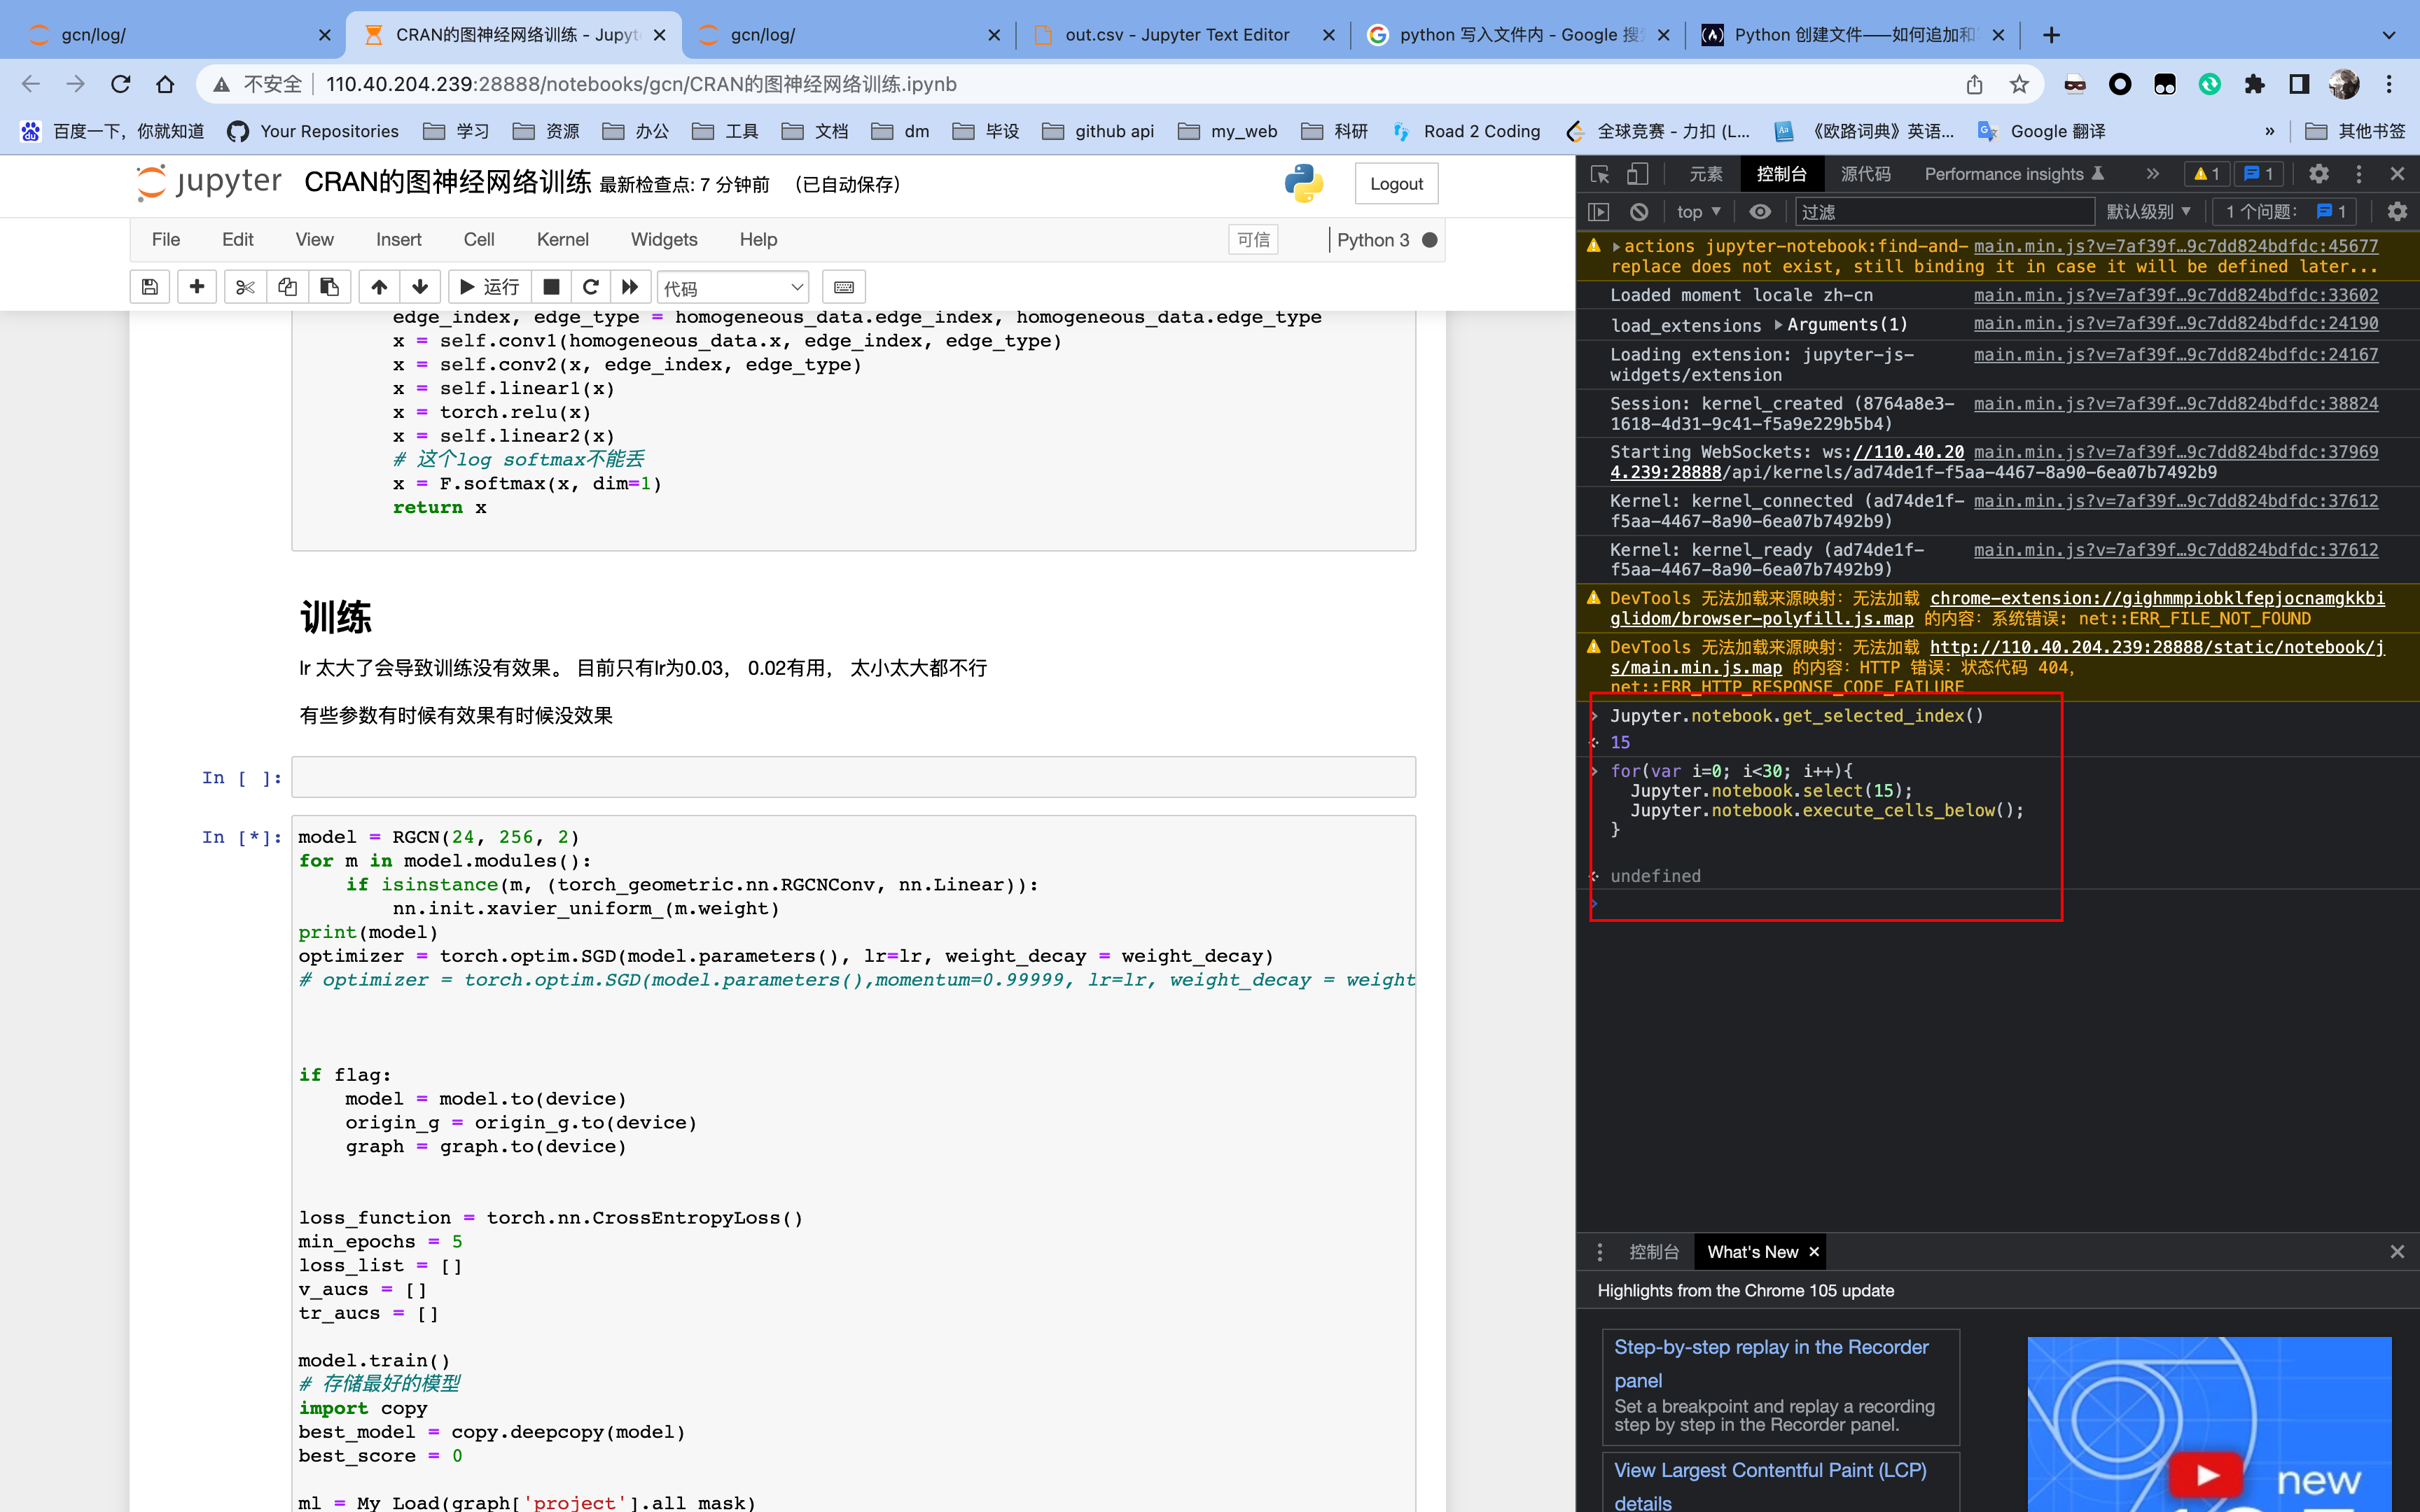 gcn/log/
CRAN的图神经网络训练 - Jupyt
gcn/log/
out.csv - Jupyter Text Editor
python 写入文件内 - Google 搜
Python 创建文件——如何追加和
不安全 110.40.204.239:28888/notebooks/gcn/CRAN的图神经网络训练.ipynb
百度一下，你就知道 Your Repositories 学习 资源 办公 工具 文档 dm 毕设 github api my_web 科研 Road 2 Coding 全球竞赛 - 力扣 (L... 《欧路词典》英语... Google 翻译 » 其他书签
jupyter CRAN的图神经网络训练 最新检查点: 7 分钟前 （已自动保存） Logout
File Edit View Insert Cell Kernel Widgets Help 可信 Python 3
运行 代码
edge_index, edge_type = homogeneous_data.edge_index, homogeneous_data.edge_type
x = self.conv1(homogeneous_data.x, edge_index, edge_type)
x = self.conv2(x, edge_index, edge_type)
x = self.linear1(x)
x = torch.relu(x)
x = self.linear2(x)
# 这个log softmax不能丢
x = F.softmax(x, dim=1)
return x
训练
lr 太大了会导致训练没有效果。 目前只有lr为0.03， 0.02有用， 太小太大都不行
有些参数有时候有效果有时候没效果
In [ ]:
In [*]:
model = RGCN(24, 256, 2)
for m in model.modules():
if isinstance(m, (torch_geometric.nn.RGCNConv, nn.Linear)):
nn.init.xavier_uniform_(m.weight)
print(model)
optimizer = torch.optim.SGD(model.parameters(), lr=lr, weight_decay = weight_decay)
# optimizer = torch.optim.SGD(model.parameters(),momentum=0.99999, lr=lr, weight_decay = weight
if flag:
model = model.to(device)
origin_g = origin_g.to(device)
graph = graph.to(device)
loss_function = torch.nn.CrossEntropyLoss()
min_epochs = 5
loss_list = []
v_aucs = []
tr_aucs = []
model.train()
# 存储最好的模型
import copy
best_model = copy.deepcopy(model)
best_score = 0
ml = My_Load(graph['project'].all_mask)
元素 控制台 源代码 Performance insights » 1 1
top 过滤 默认级别 1 个问题: 1
actions jupyter-notebook:find-and- main.min.js?v=7af39f…9c7dd824bdfdc:45677
replace does not exist, still binding it in case it will be defined later...
Loaded moment locale zh-cn main.min.js?v=7af39f…9c7dd824bdfdc:33602
load_extensions Arguments(1) main.min.js?v=7af39f…9c7dd824bdfdc:24190
Loading extension: jupyter-js- main.min.js?v=7af39f…9c7dd824bdfdc:24167
widgets/extension
Session: kernel_created (8764a8e3- main.min.js?v=7af39f…9c7dd824bdfdc:38824
1618-4d31-9c41-f5a9e229b5b4)
Starting WebSockets: ws://110.40.20 main.min.js?v=7af39f…9c7dd824bdfdc:37969
4.239:28888/api/kernels/ad74de1f-f5aa-4467-8a90-6ea07b7492b9
Kernel: kernel_connected (ad74de1f- main.min.js?v=7af39f…9c7dd824bdfdc:37612
f5aa-4467-8a90-6ea07b7492b9)
Kernel: kernel_ready (ad74de1f- main.min.js?v=7af39f…9c7dd824bdfdc:37612
f5aa-4467-8a90-6ea07b7492b9)
DevTools 无法加载来源映射：无法加载 chrome-extension://gighmmpiobklfepjocnamgkkbi
glidom/browser-polyfill.js.map 的内容：系统错误: net::ERR_FILE_NOT_FOUND
DevTools 无法加载来源映射：无法加载 http://110.40.204.239:28888/static/notebook/j
s/main.min.js.map 的内容：HTTP 错误：状态代码 404，
net::ERR_HTTP_RESPONSE_CODE_FAILURE
Jupyter.notebook.get_selected_index()
15
for(var i=0; i<30; i++){
Jupyter.notebook.select(15);
Jupyter.notebook.execute_cells_below();
}
undefined
控制台 What's New
Highlights from the Chrome 105 update
Step-by-step replay in the Recorder
panel
Set a breakpoint and replay a recording
step by step in the Recorder panel.
View Largest Contentful Paint (LCP)
details
new